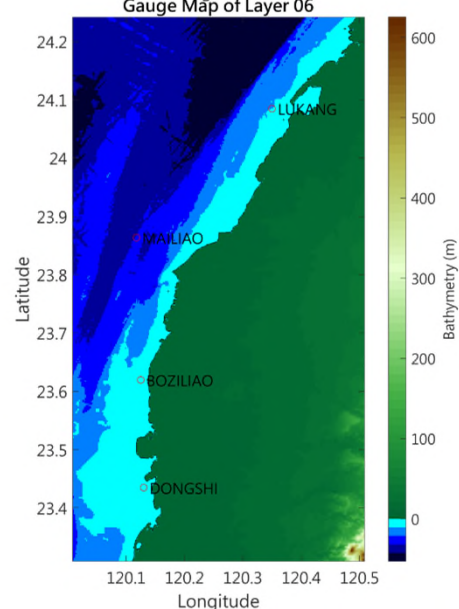 Gauge Map of Layer 06
24.2
24.1
24
23.9
23.8
23.7
23.6
23.5
23.4
Latitude
120.1 120.2 120.3 120.4 120.5
Longitude
LUKANG
MAILIAO
BOZILIAO
DONGSHI
600
500
400
300
200
100
0
Bathymetry (m)